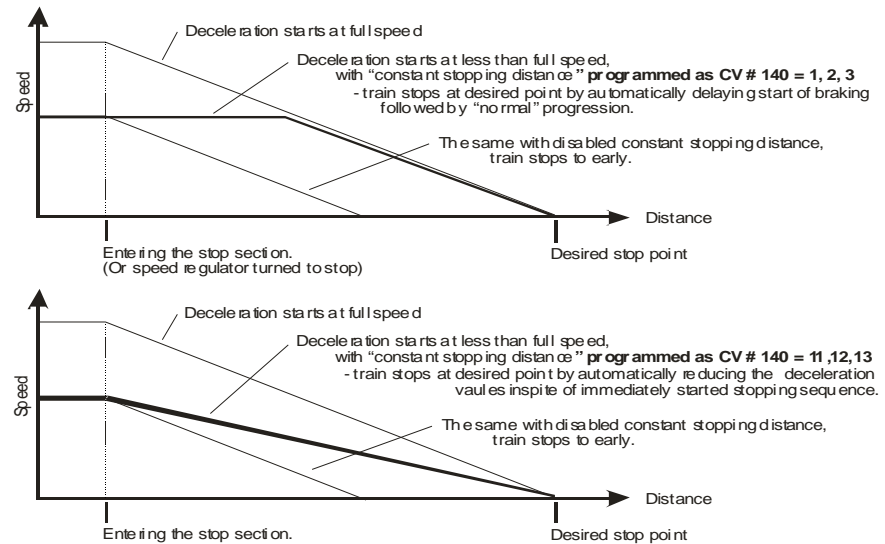 Deceleration starts at full speed
Deceleration starts at less than full speed,
with “constant stopping distance” programmed as CV # 140 = 1, 2, 3
- train stops at desired point by automatically delaying start of braking
followed by “normal” progression.
The same with disabled constant stopping distance,
train stops to early.
Speed
Distance
Entering the stop section.
(Or speed regulator turned to stop)
Desired stop point
Deceleration starts at full speed
Deceleration starts at less than full speed,
with “constant stopping distance” programmed as CV # 140 = 11 ,12, 13
- train stops at desired point by automatically reducing the deceleration
vaules inspite of immediately started stopping sequence.
The same with disabled constant stopping distance,
train stops to early.
Speed
Distance
Entering the stop section.
Desired stop point